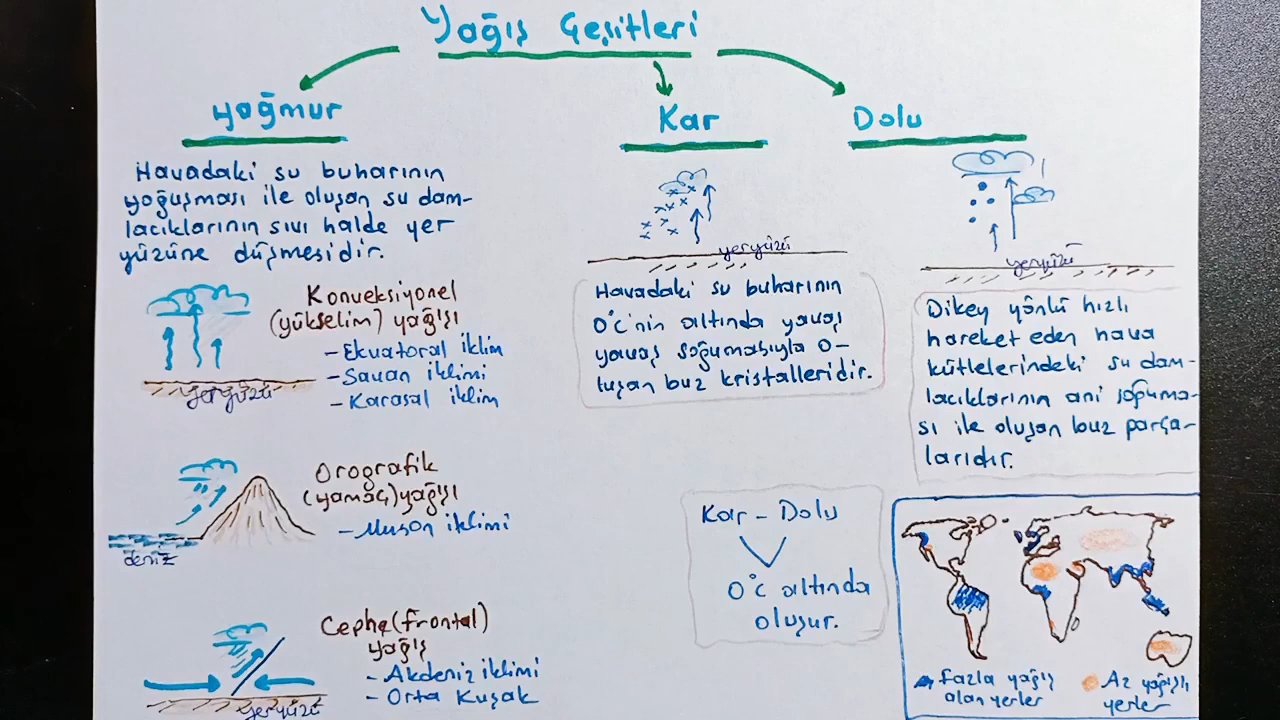 Yağış Çeşitleri
Yağmur
Havadaki su buharının
yoğuşması ile oluşan su dam-
lacıklarının sıvı halde yer
yüzüne düşmesidir.
Konveksiyonel
(yükselim) yağışı
- Ekvatoral iklim
- Savan iklimi
- Karasal iklim
yeryüzü
Orografik
(yamaç) yağışı
- Muson iklimi
deniz
Cephe (frontal)
yağış
- Akdeniz iklimi
- Orta Kuşak
yeryüzü
Kar
yeryüzü
Havadaki su buharının
0°c'nin altında yavaş
yavaş soğumasıyla o-
luşan buz kristalleridir.
Dolu
yeryüzü
Dikey yönlü hızlı
hareket eden hava
kütlelerindeki su dam-
lacıklarının ani soğuma-
sı ile oluşan buz parça-
larıdır.
Kar - Dolu
0°c altında
oluşur.
fazla yağış
alan yerler
Az yağışlı
yerler